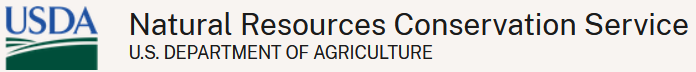 USDA
Natural Resources Conservation Service
U.S. DEPARTMENT OF AGRICULTURE